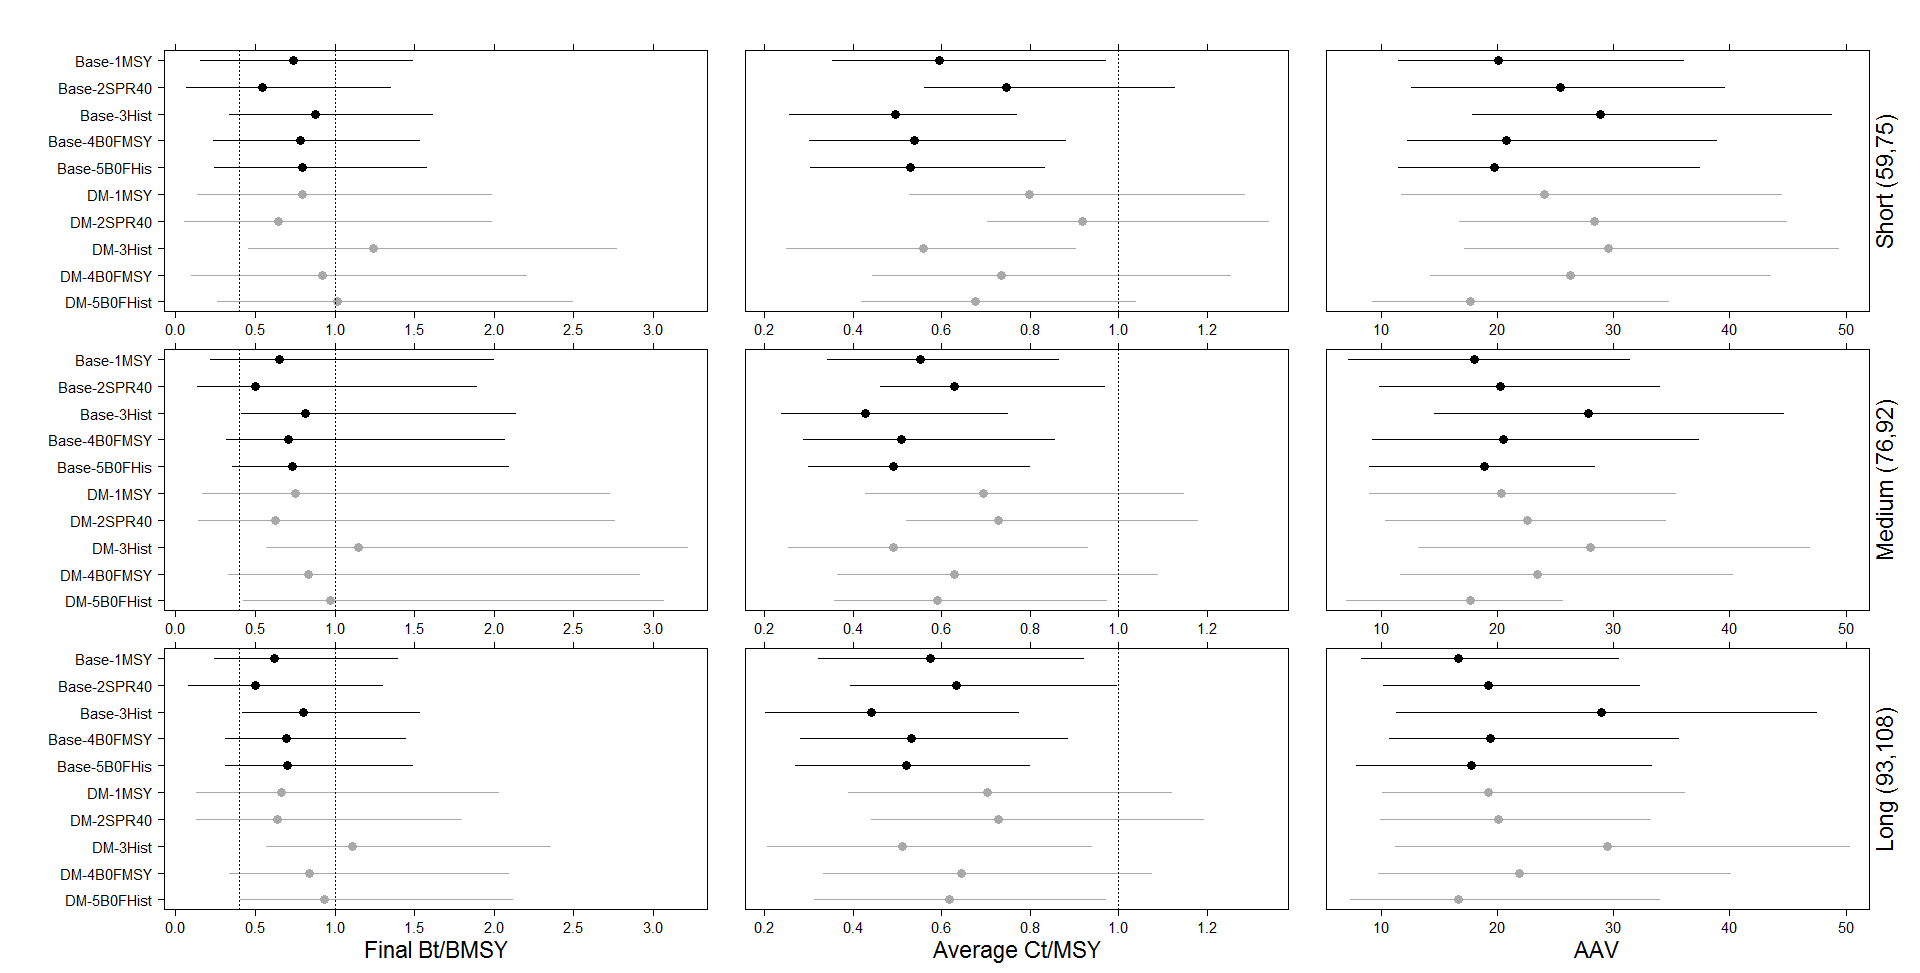 Base-1MSY
Base-2SPR40
Base-3Hist
Base-4B0FMSY
Base-5B0FHis
DM-1MSY
DM-2SPR40
DM-3Hist
DM-4B0FMSY
DM-5B0FHist
0.0 0.5 1.0 1.5 2.0 2.5 3.0
0.2 0.4 0.6 0.8 1.0 1.2
10 20 30 40 50
Short (59,75)
Base-1MSY
Base-2SPR40
Base-3Hist
Base-4B0FMSY
Base-5B0FHis
DM-1MSY
DM-2SPR40
DM-3Hist
DM-4B0FMSY
DM-5B0FHist
0.0 0.5 1.0 1.5 2.0 2.5 3.0
0.2 0.4 0.6 0.8 1.0 1.2
10 20 30 40 50
Medium (76,92)
Base-1MSY
Base-2SPR40
Base-3Hist
Base-4B0FMSY
Base-5B0FHis
DM-1MSY
DM-2SPR40
DM-3Hist
DM-4B0FMSY
DM-5B0FHist
0.0 0.5 1.0 1.5 2.0 2.5 3.0
0.2 0.4 0.6 0.8 1.0 1.2
10 20 30 40 50
Long (93,108)
Final Bt/BMSY
Average Ct/MSY
AAV